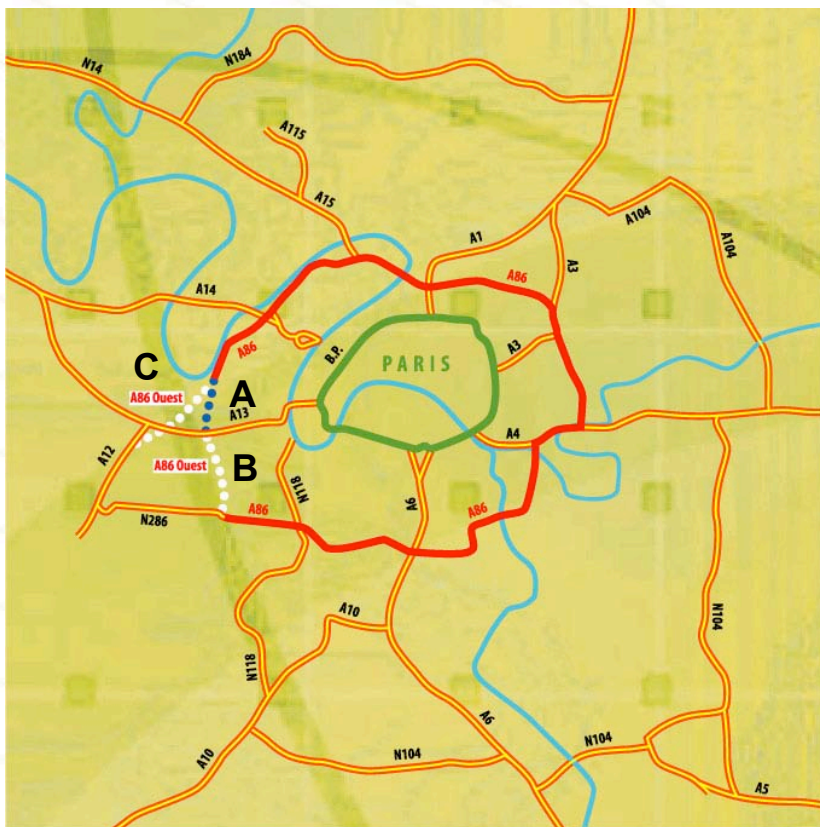 N14
N184
A115
A15
A1
A104
A104
A3
A86
A14
A86
B.P.
PARIS
A3
C
A86 Ouest
A
A13
A4
A12
A86 Ouest
B
N118
A6
A86
A86
N286
A10
N104
N118
A6
A10
N104
N104
A5